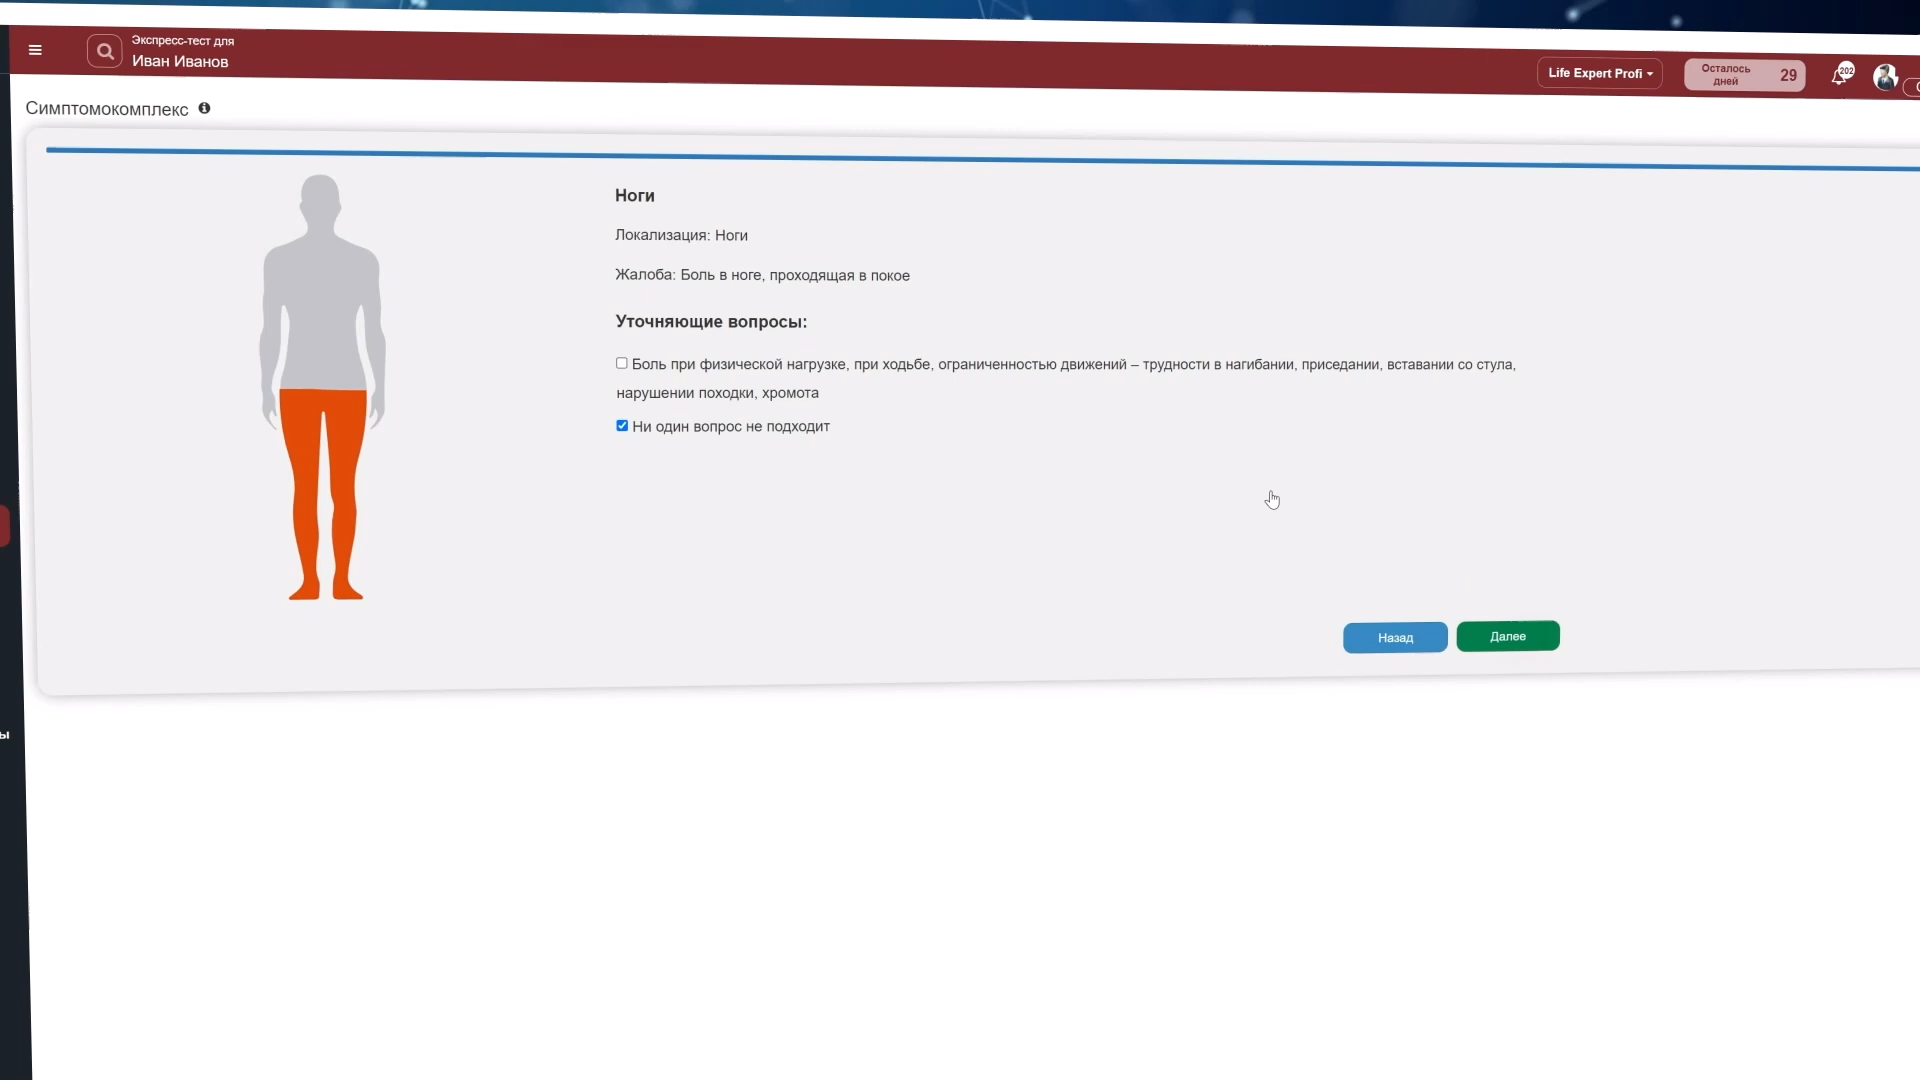 Экспресс-тест для
Иван Иванов
Life Expert Profi
Осталось
дней
29
202
Симптомокомплекс
Ноги
Локализация: Ноги
Жалоба: Боль в ноге, проходящая в покое
Уточняющие вопросы:
Боль при физической нагрузке, при ходьбе, ограниченностью движений – трудности в нагибании, приседании, вставании со стула,
нарушении походки, хромота
Ни один вопрос не подходит
Назад
Далее
ы